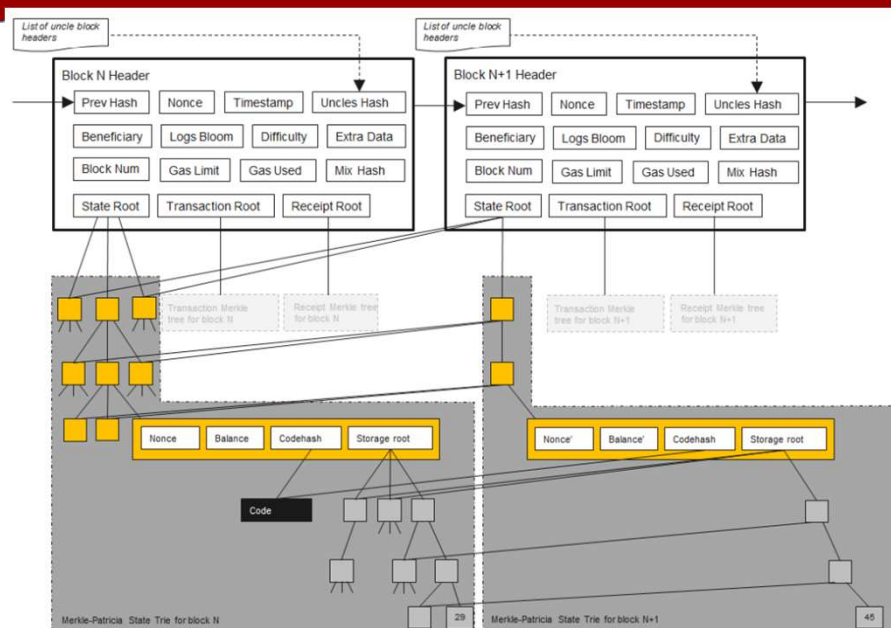 List of uncle block
headers
List of uncle block
headers
Block N Header
Prev Hash
Nonce
Timestamp
Uncles Hash
Beneficiary
Logs Bloom
Difficulty
Extra Data
Block Num
Gas Limit
Gas Used
Mix Hash
State Root
Transaction Root
Receipt Root
Block N+1 Header
Prev Hash
Nonce
Timestamp
Uncles Hash
Beneficiary
Logs Bloom
Difficulty
Extra Data
Block Num
Gas Limit
Gas Used
Mix Hash
State Root
Transaction Root
Receipt Root
Transaction Merkle
tree for block N
Receipt Merkle tree
for block N
Transaction Merkle
tree for block N+1
Receipt Merkle tree
for block N+1
Nonce
Balance
Codehash
Storage root
Nonce'
Balance'
Codehash
Storage root
Code
Merkle-Patricia State Trie for block N
29
Merkle-Patricia State Trie for block N+1
45